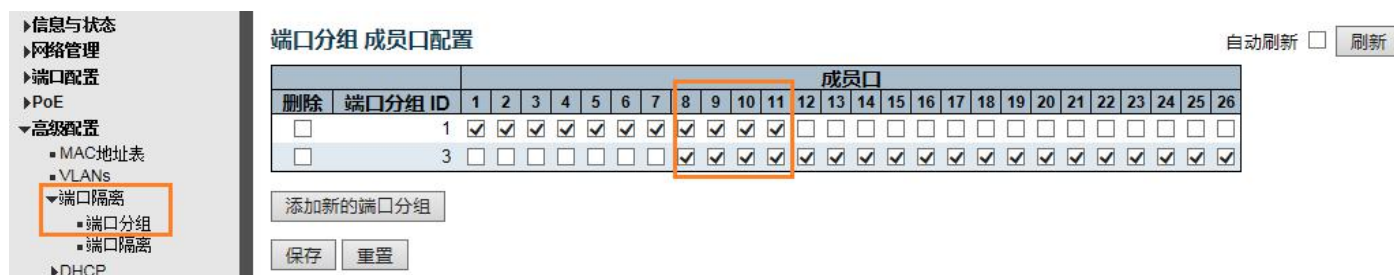 ▸信息与状态
▸网络管理
▸端口配置
▸PoE
▾高级配置
▪MAC地址表
▪VLANs
▾端口隔离
▪端口分组
▪端口隔离
▸DHCP
端口分组 成员口配置
自动刷新 刷新
成员口
删除 端口分组 ID 1 2 3 4 5 6 7 8 9 10 11 12 13 14 15 16 17 18 19 20 21 22 23 24 25 26
1
3
添加新的端口分组
保存 重置